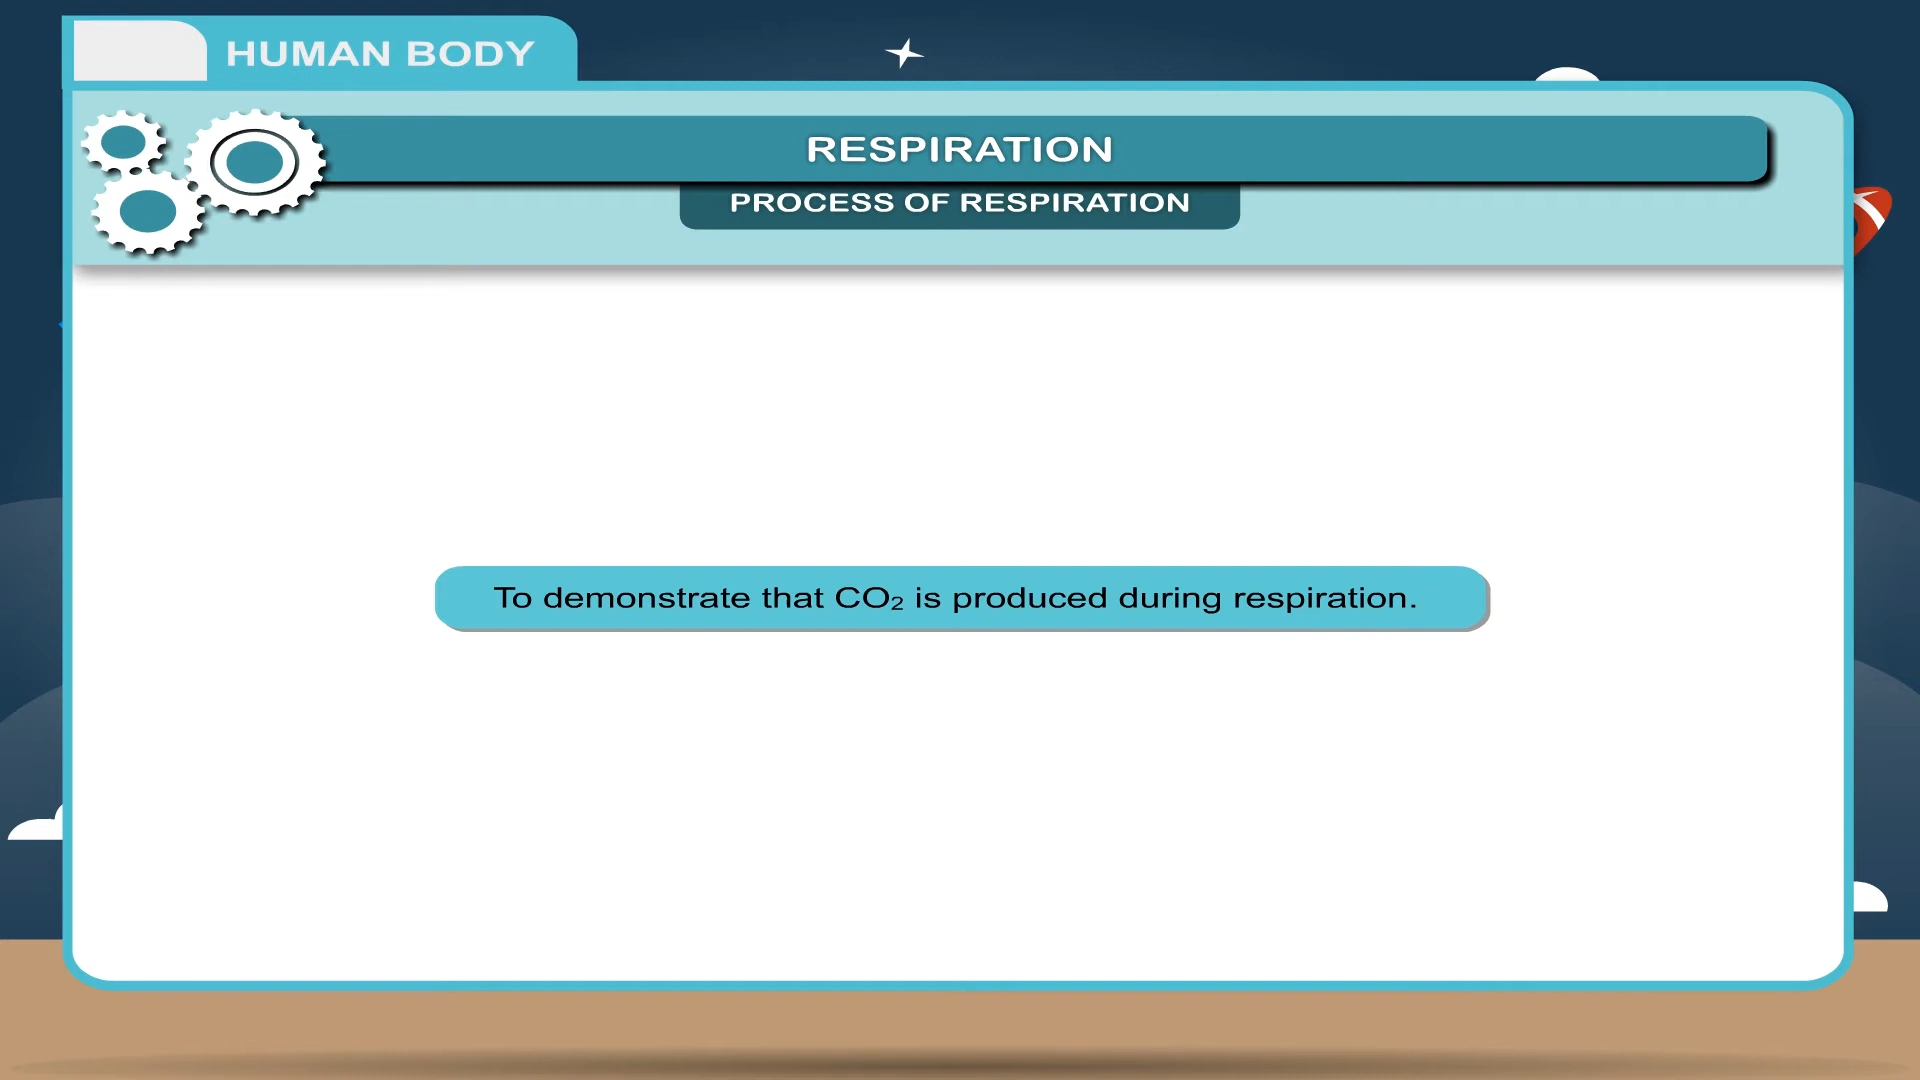 HUMAN BODY
RESPIRATION
PROCESS OF RESPIRATION
To demonstrate that CO₂ is produced during respiration.